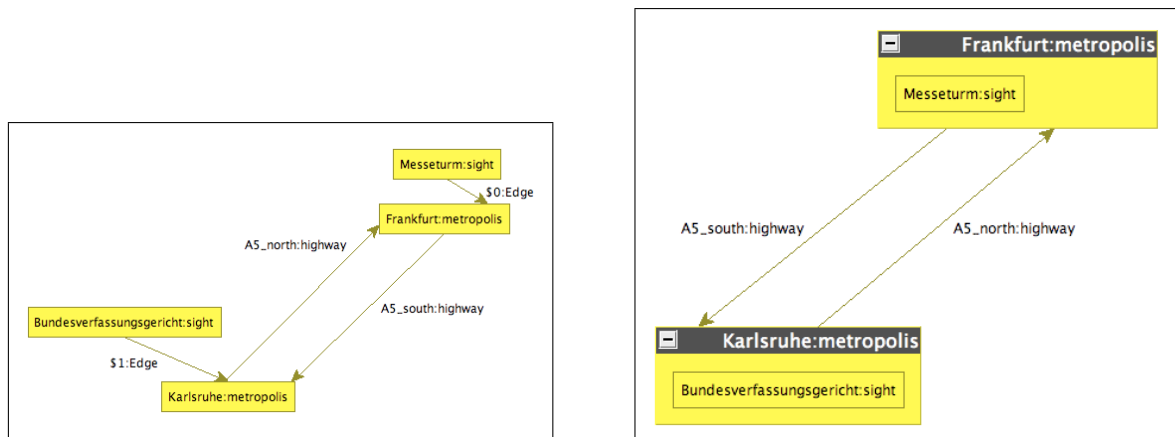 Messeturm:sight
$0:Edge
Frankfurt:metropolis
A5_north:highway
A5_south:highway
Bundesverfassungsgericht:sight
$1:Edge
Karlsruhe:metropolis
Frankfurt:metropolis
Messeturm:sight
A5_south:highway
A5_north:highway
Karlsruhe:metropolis
Bundesverfassungsgericht:sight